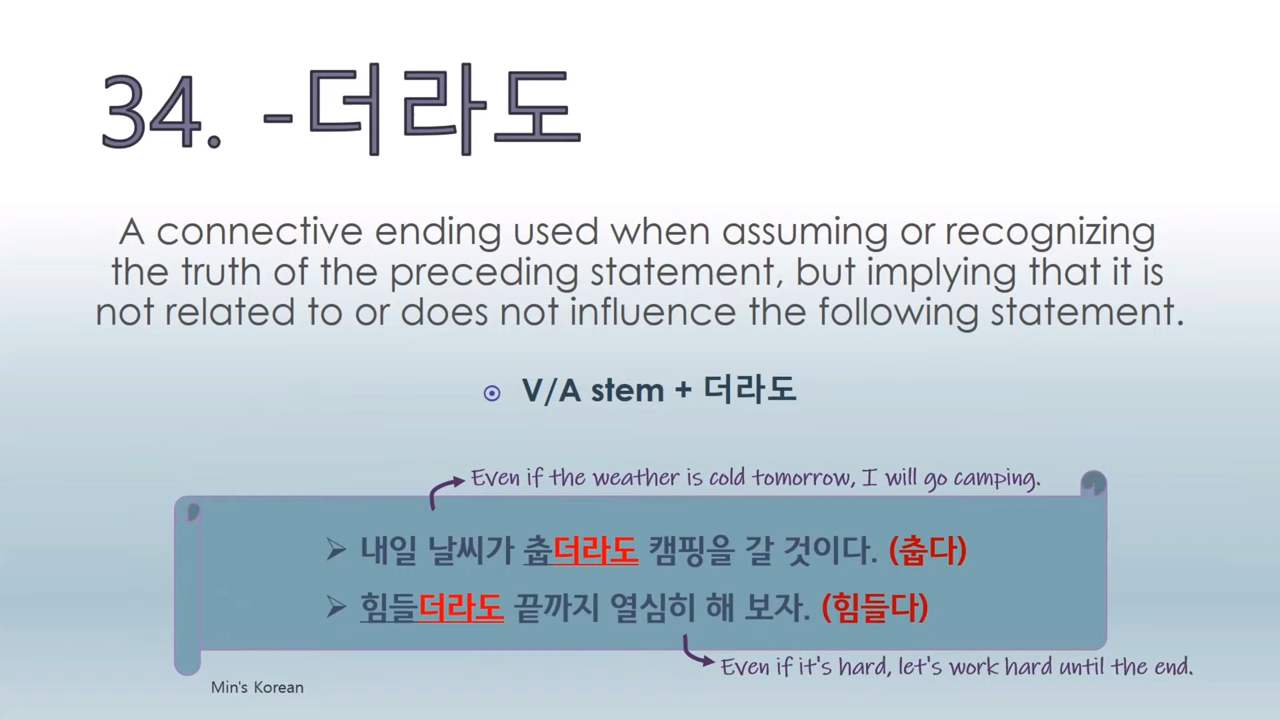 34. -더라도
A connective ending used when assuming or recognizing
the truth of the preceding statement, but implying that it is
not related to or does not influence the following statement.
V/A stem + 더라도
Even if the weather is cold tomorrow, I will go camping.
내일 날씨가 춥더라도 캠핑을 갈 것이다. (춥다)
힘들더라도 끝까지 열심히 해 보자. (힘들다)
Even if it's hard, let's work hard until the end.
Min's Korean